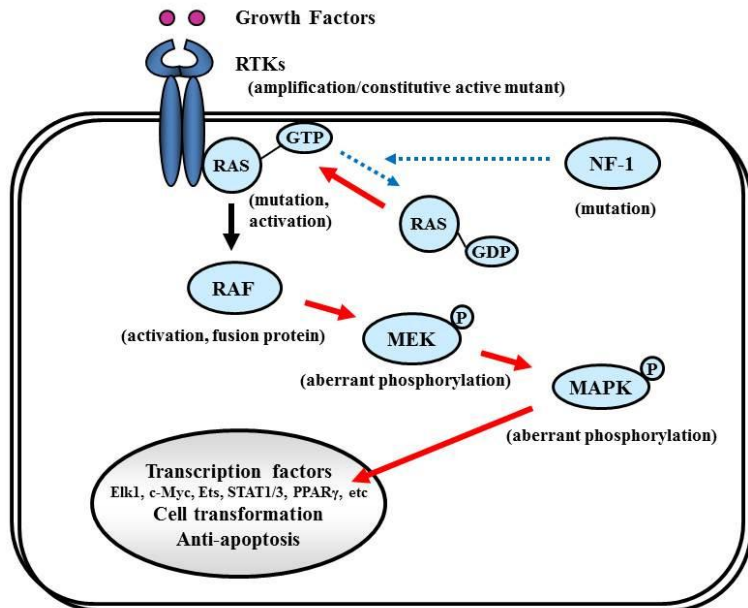 Growth Factors
RTKs
(amplification/constitutive active mutant)
GTP
RAS
NF-1
(mutation,
activation)
(mutation)
RAS
GDP
RAF
(activation, fusion protein)
P
MEK
(aberrant phosphorylation)
P
MAPK
(aberrant phosphorylation)
Transcription factors
Elk1, c-Myc, Ets, STAT1/3, PPARγ, etc
Cell transformation
Anti-apoptosis